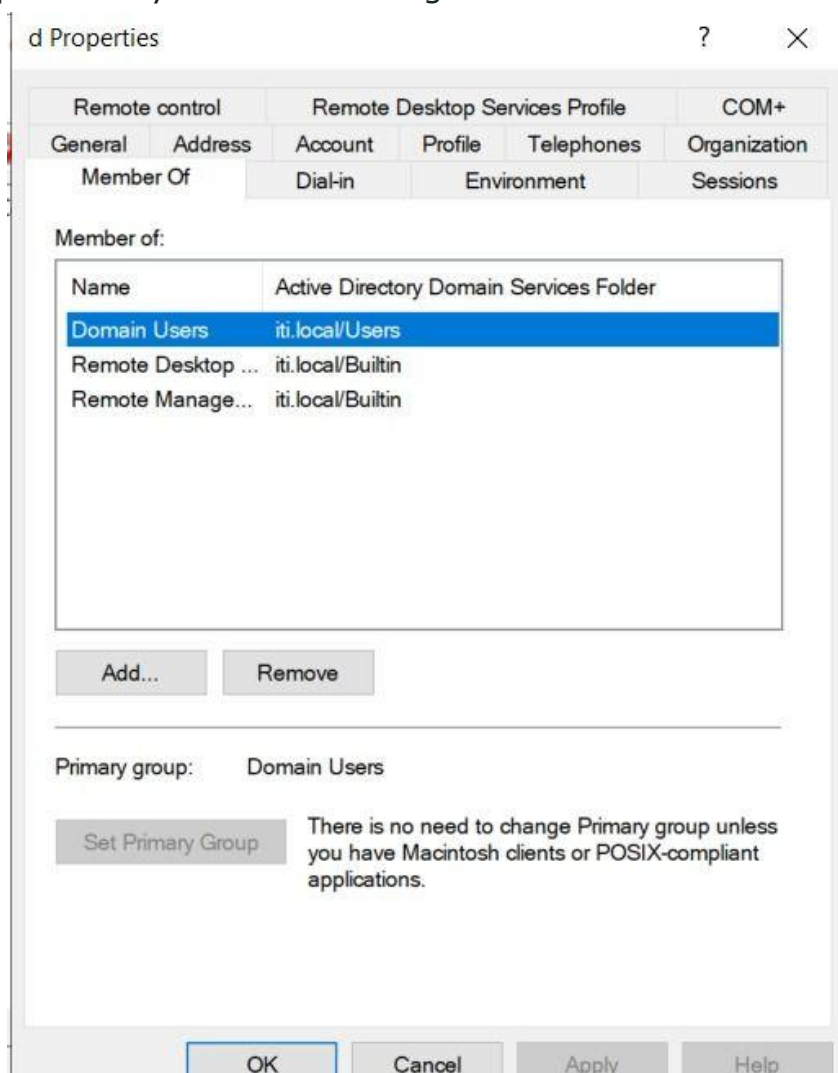 d Properties ? X
Remote control Remote Desktop Services Profile COM+
General Address Account Profile Telephones Organization
Member Of Dial-in Environment Sessions
Member of:
Name Active Directory Domain Services Folder
Domain Users iti.local/Users
Remote Desktop ... iti.local/Builtin
Remote Manage... iti.local/Builtin
Add... Remove
Primary group: Domain Users
Set Primary Group
There is no need to change Primary group unless
you have Macintosh clients or POSIX-compliant
applications.
OK Cancel Apply Help